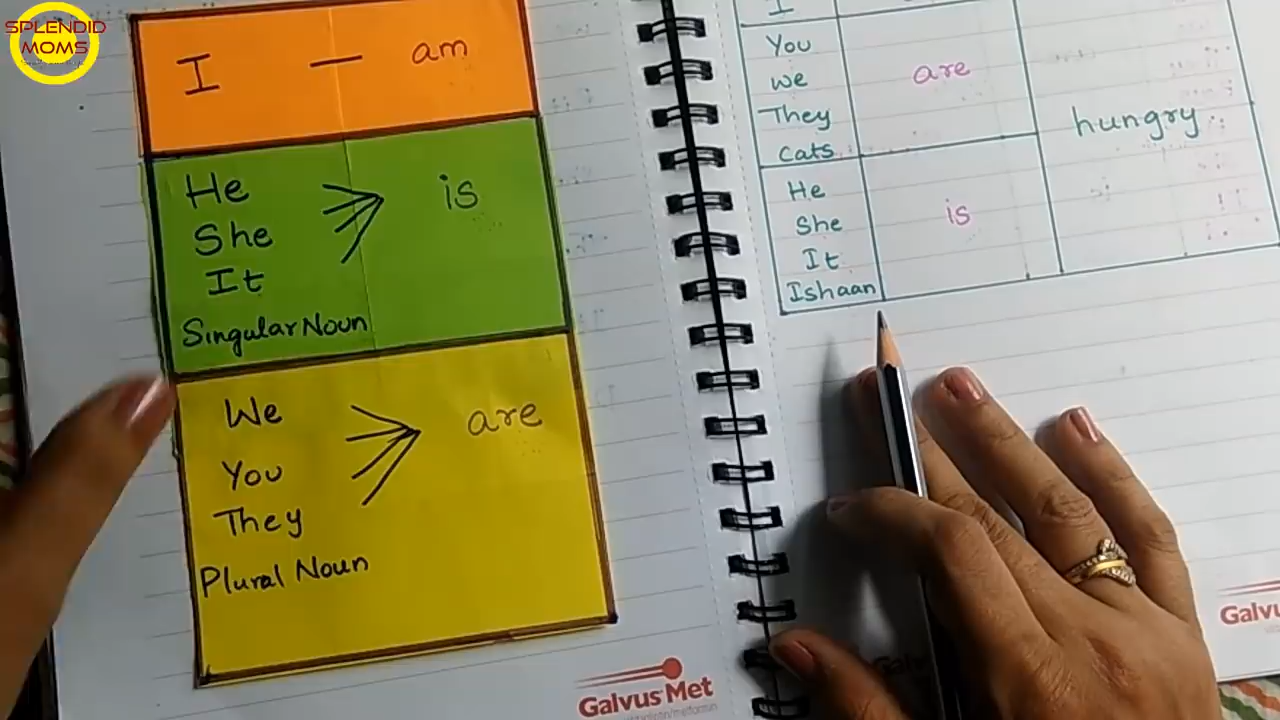 SPLENDID
MOMS
I — am
He
She
It
Singular Noun
is
We
You
They
Plural Noun
are
Galvus Met
I
You
We
They
Cats
are
He
She
It
Ishaan
is
hungry